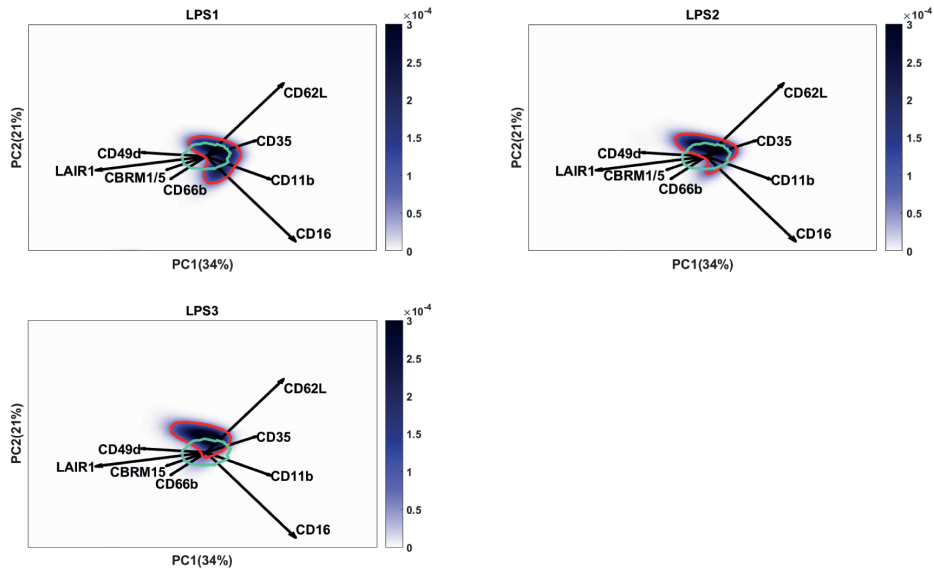 LPS1
×10⁻⁴
3
2.5
2
1.5
1
0.5
0
PC2(21%)
CD62L
CD35
CD49d
LAIR1
CBRM1/5
CD66b
CD11b
CD16
PC1(34%)
LPS2
×10⁻⁴
3
2.5
2
1.5
1
0.5
0
PC2(21%)
CD62L
CD35
CD49d
LAIR1
CBRM1/5
CD66b
CD11b
CD16
PC1(34%)
LPS3
×10⁻⁴
3
2.5
2
1.5
1
0.5
0
PC2(21%)
CD62L
CD35
CD49d
LAIR1
CBRM15
CD66b
CD11b
CD16
PC1(34%)